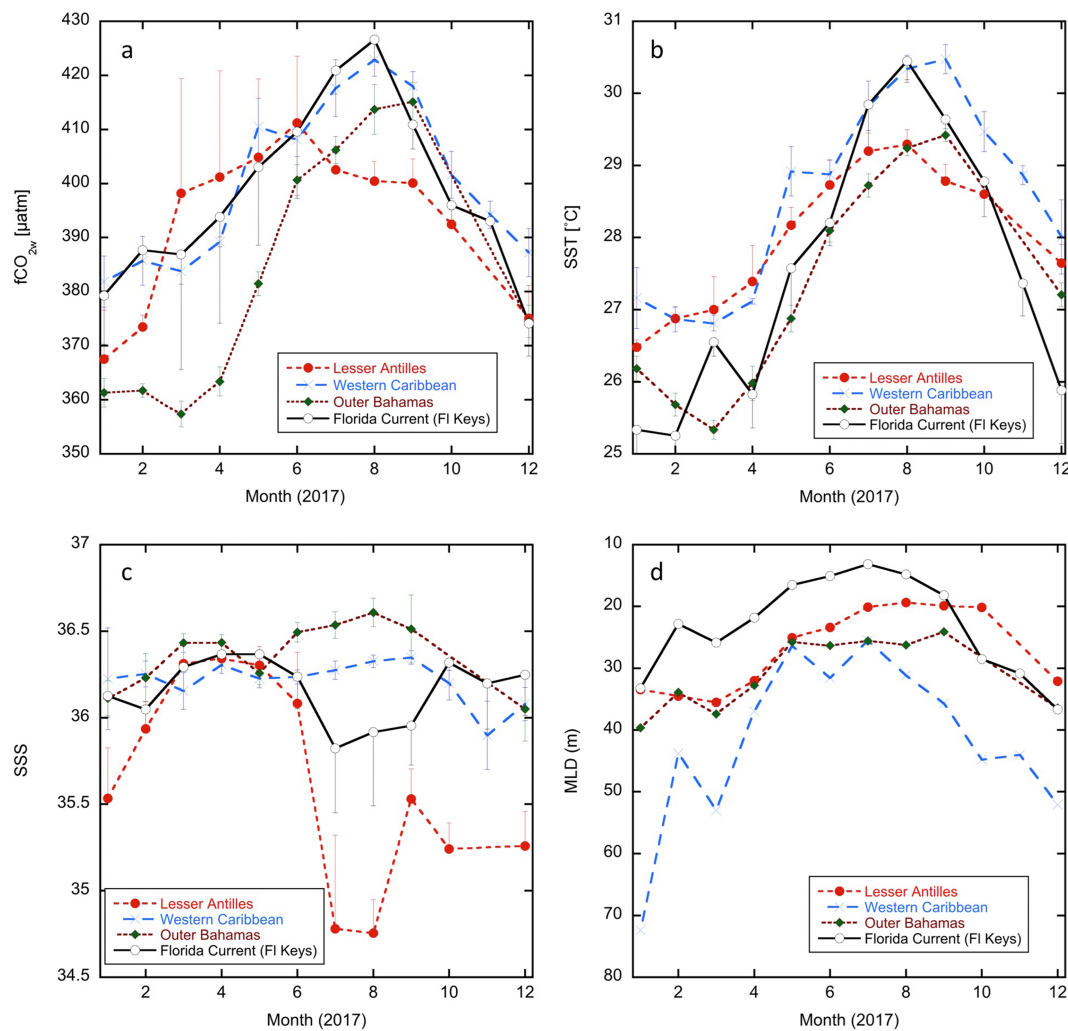 a
430
420
410
400
390
380
370
360
350
fCO2w [µatm]
2
4
6
8
10
12
Month (2017)
Lesser Antilles
Western Caribbean
Outer Bahamas
Florida Current (Fl Keys)
b
31
30
29
28
27
26
25
SST [°C]
2
4
6
8
10
12
Month (2017)
Lesser Antilles
Western Caribbean
Outer Bahamas
Florida Current (Fl Keys)
c
37
36.5
36
35.5
35
34.5
SSS
2
4
6
8
10
12
Month (2017)
Lesser Antilles
Western Caribbean
Outer Bahamas
Florida Current (Fl Keys)
d
10
20
30
40
50
60
70
80
MLD (m)
2
4
6
8
10
12
Month (2017)
Lesser Antilles
Western Caribbean
Outer Bahamas
Florida Current (Fl Keys)